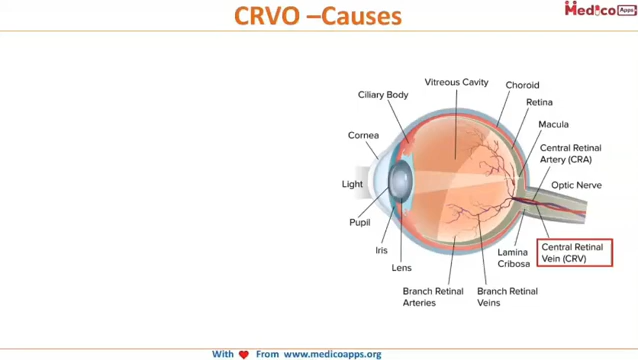 CRVO –Causes
Medico Apps
Vitreous Cavity
Choroid
Ciliary Body
Retina
Macula
Cornea
Central Retinal
Artery (CRA)
Light
Optic Nerve
Pupil
Iris
Lamina
Cribosa
Central Retinal
Vein (CRV)
Lens
Branch Retinal
Arteries
Branch Retinal
Veins
With From www.medicoapps.org